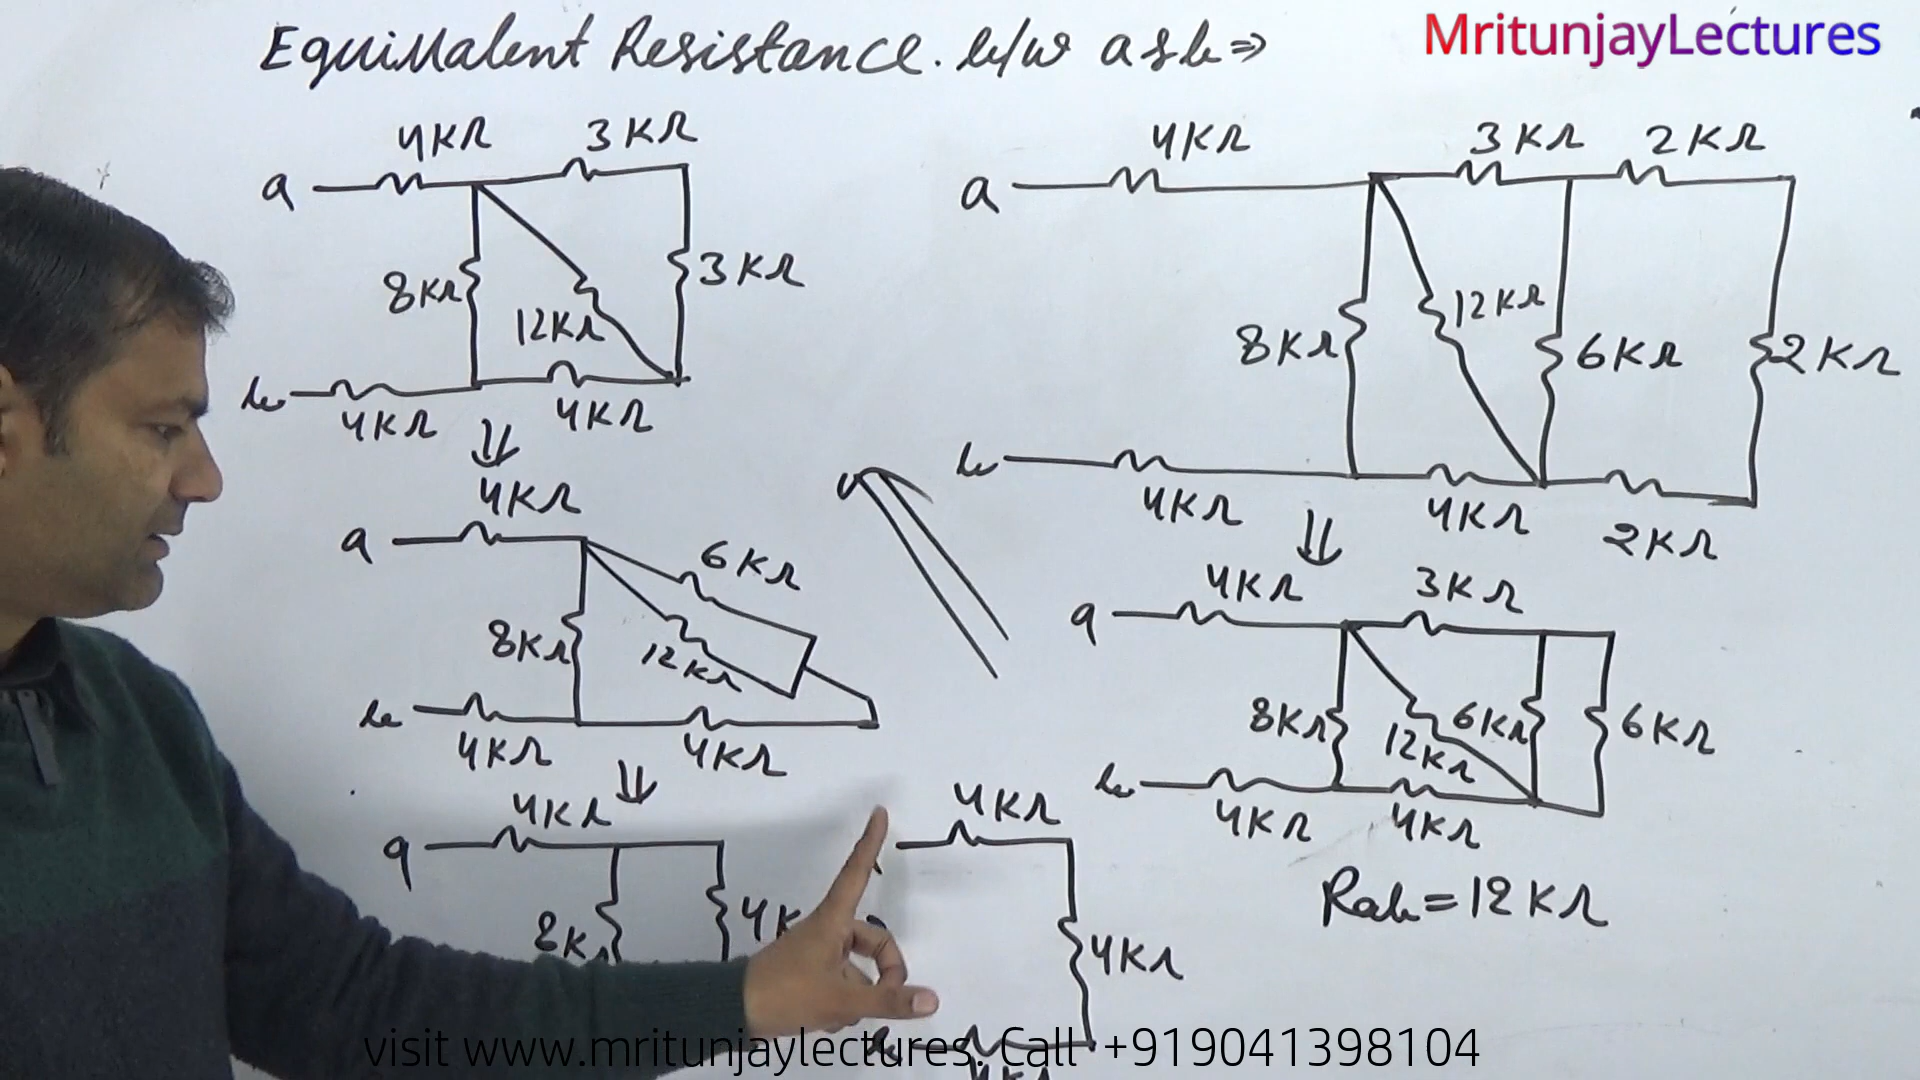 Equivalent Resistance. b/w a & b ⇒
MritunjayLectures
4KΩ 3KΩ
a
8KΩ
12KΩ
3KΩ
b
4KΩ 4KΩ
4KΩ
a
6KΩ
8KΩ
12KΩ
b
4KΩ 4KΩ
4KΩ
a
8KΩ
4K
4KΩ
4KΩ
4KΩ 3KΩ 2KΩ
a
8KΩ
12KΩ
6KΩ
2KΩ
b
4KΩ 4KΩ 2KΩ
4KΩ 3KΩ
a
8KΩ
12KΩ
6KΩ
6KΩ
b
4KΩ 4KΩ
Rab = 12KΩ
visit www.mritunjaylectures. Call +919041398104